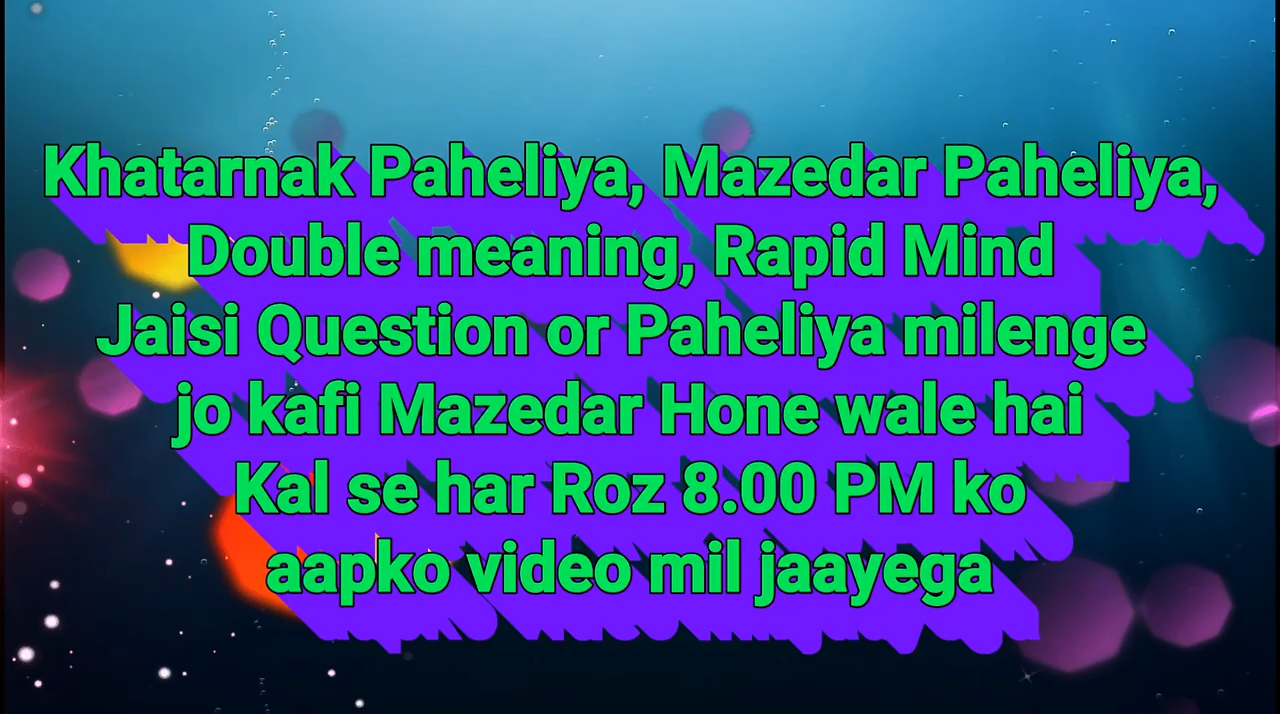 Khatarnak Paheliya, Mazedar Paheliya,
Double meaning, Rapid Mind
Jaisi Question or Paheliya milenge
jo kafi Mazedar Hone wale hai
Kal se har Roz 8.00 PM ko
aapko video mil jaayega